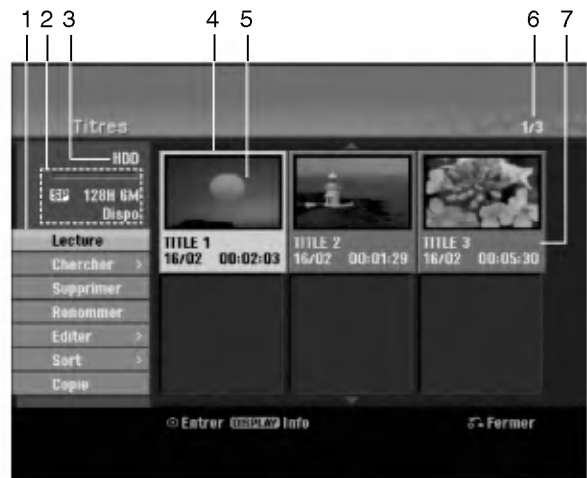 1 2 3 4 5 6 7
Titres
1/3
HDD
SP 128H 6M
Dispo
Lecture
Chercher >
Supprimer
Renommer
Editer >
Sort >
Copie
TITLE 1
16/02 00:02:03
TITLE 2
16/02 00:01:29
TITLE 3
16/02 00:05:30
Entrer DISPLAY Info
Fermer